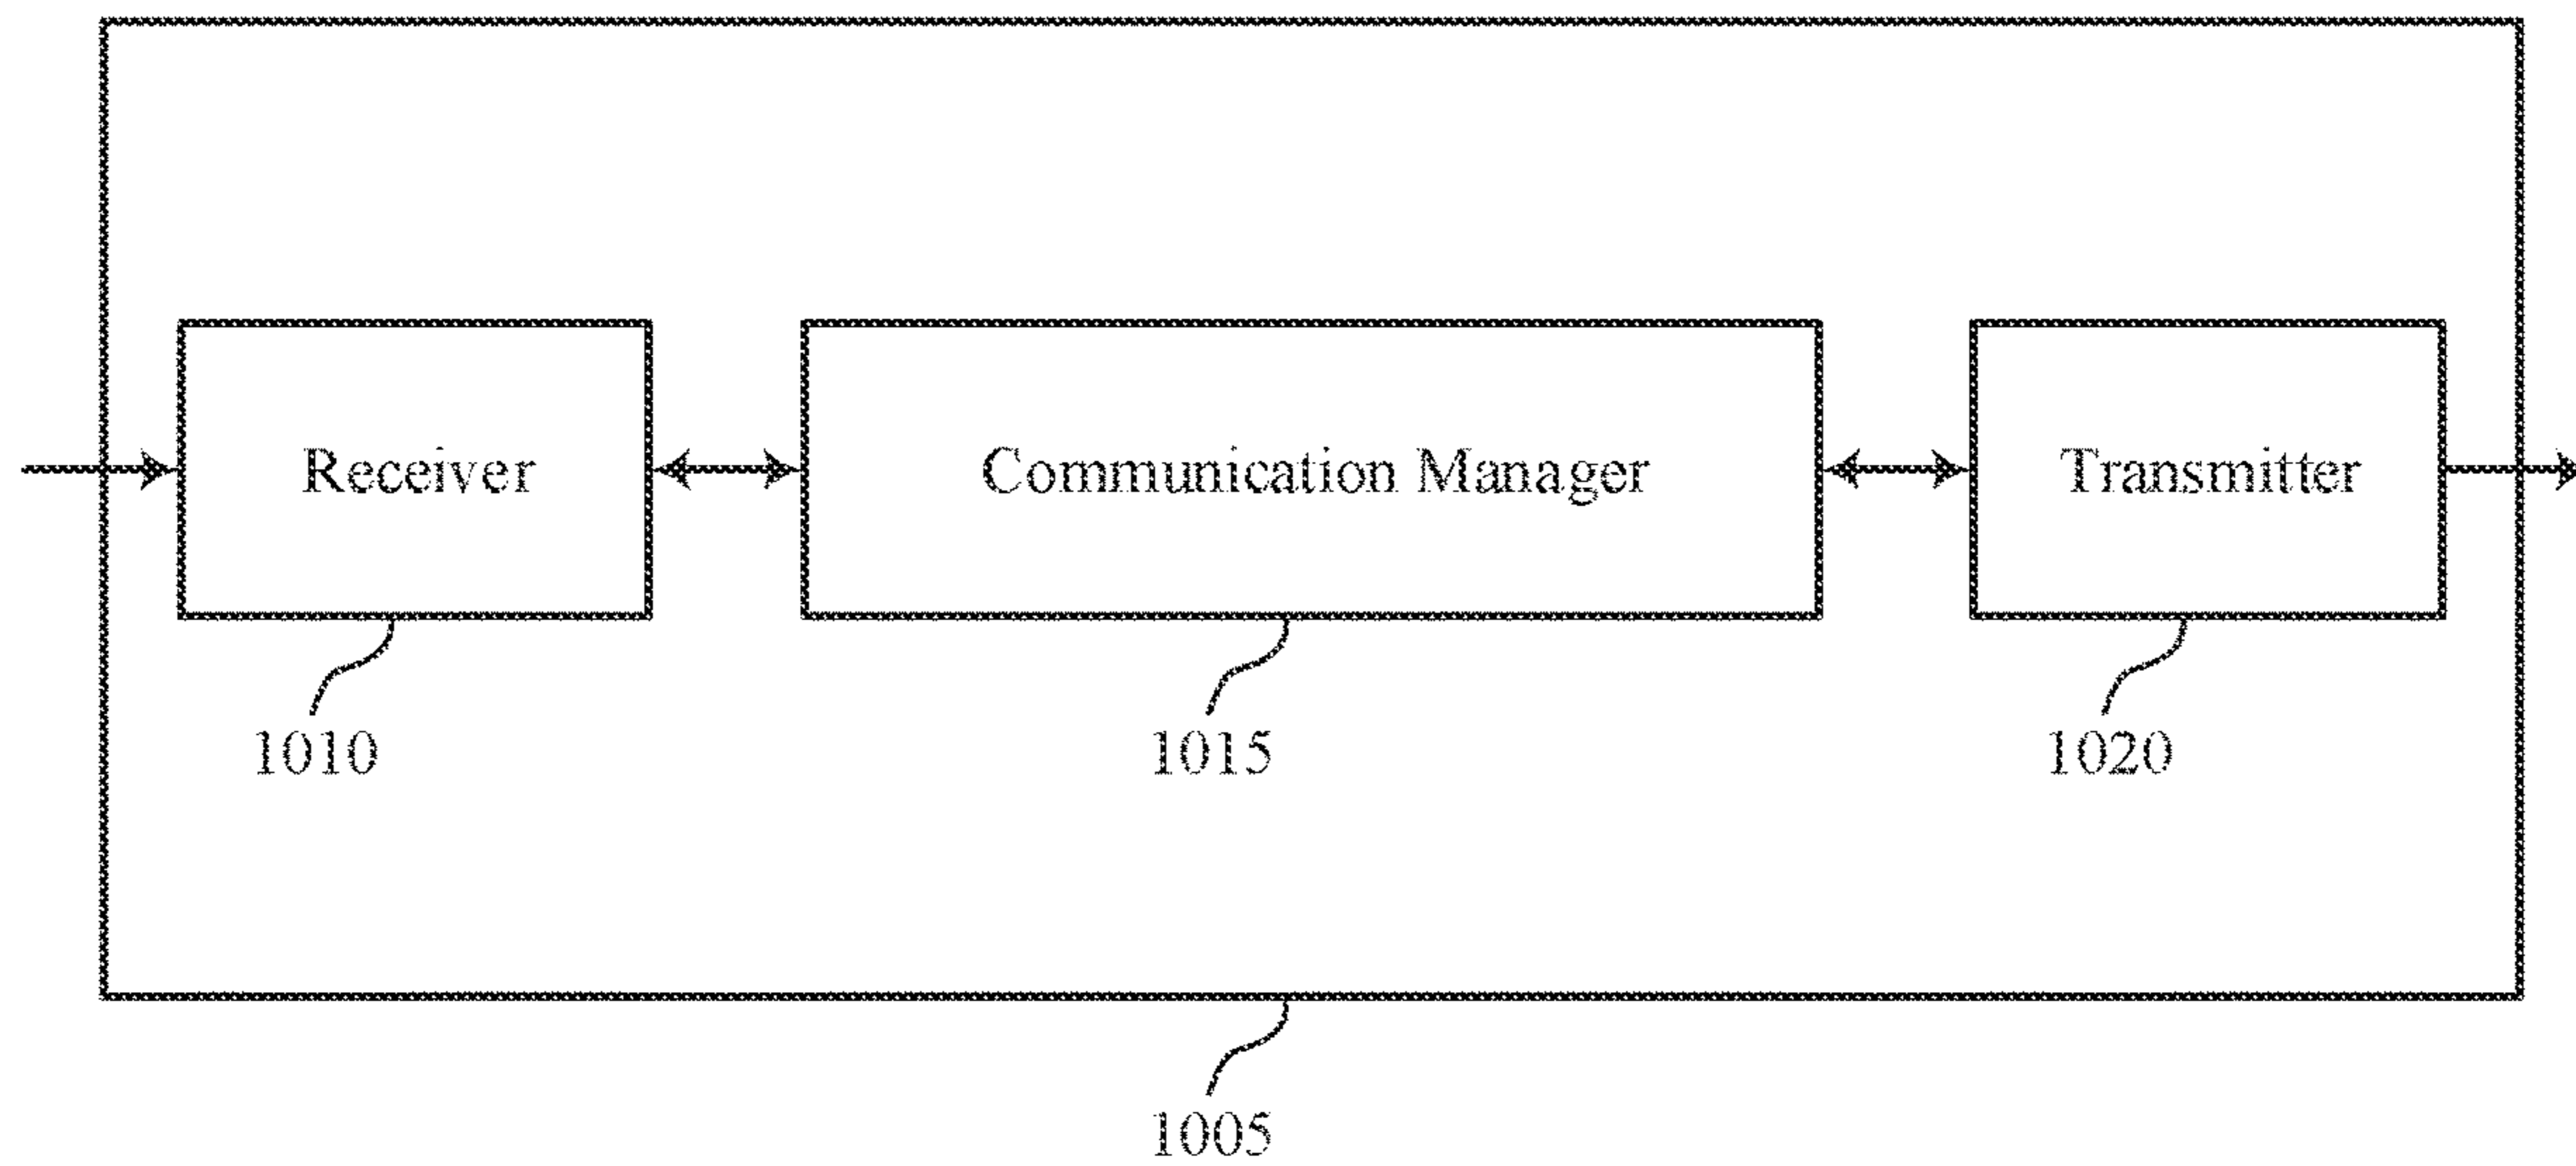 Receiver
Communication Manager
Transmitter
1010
1015
1020
1005